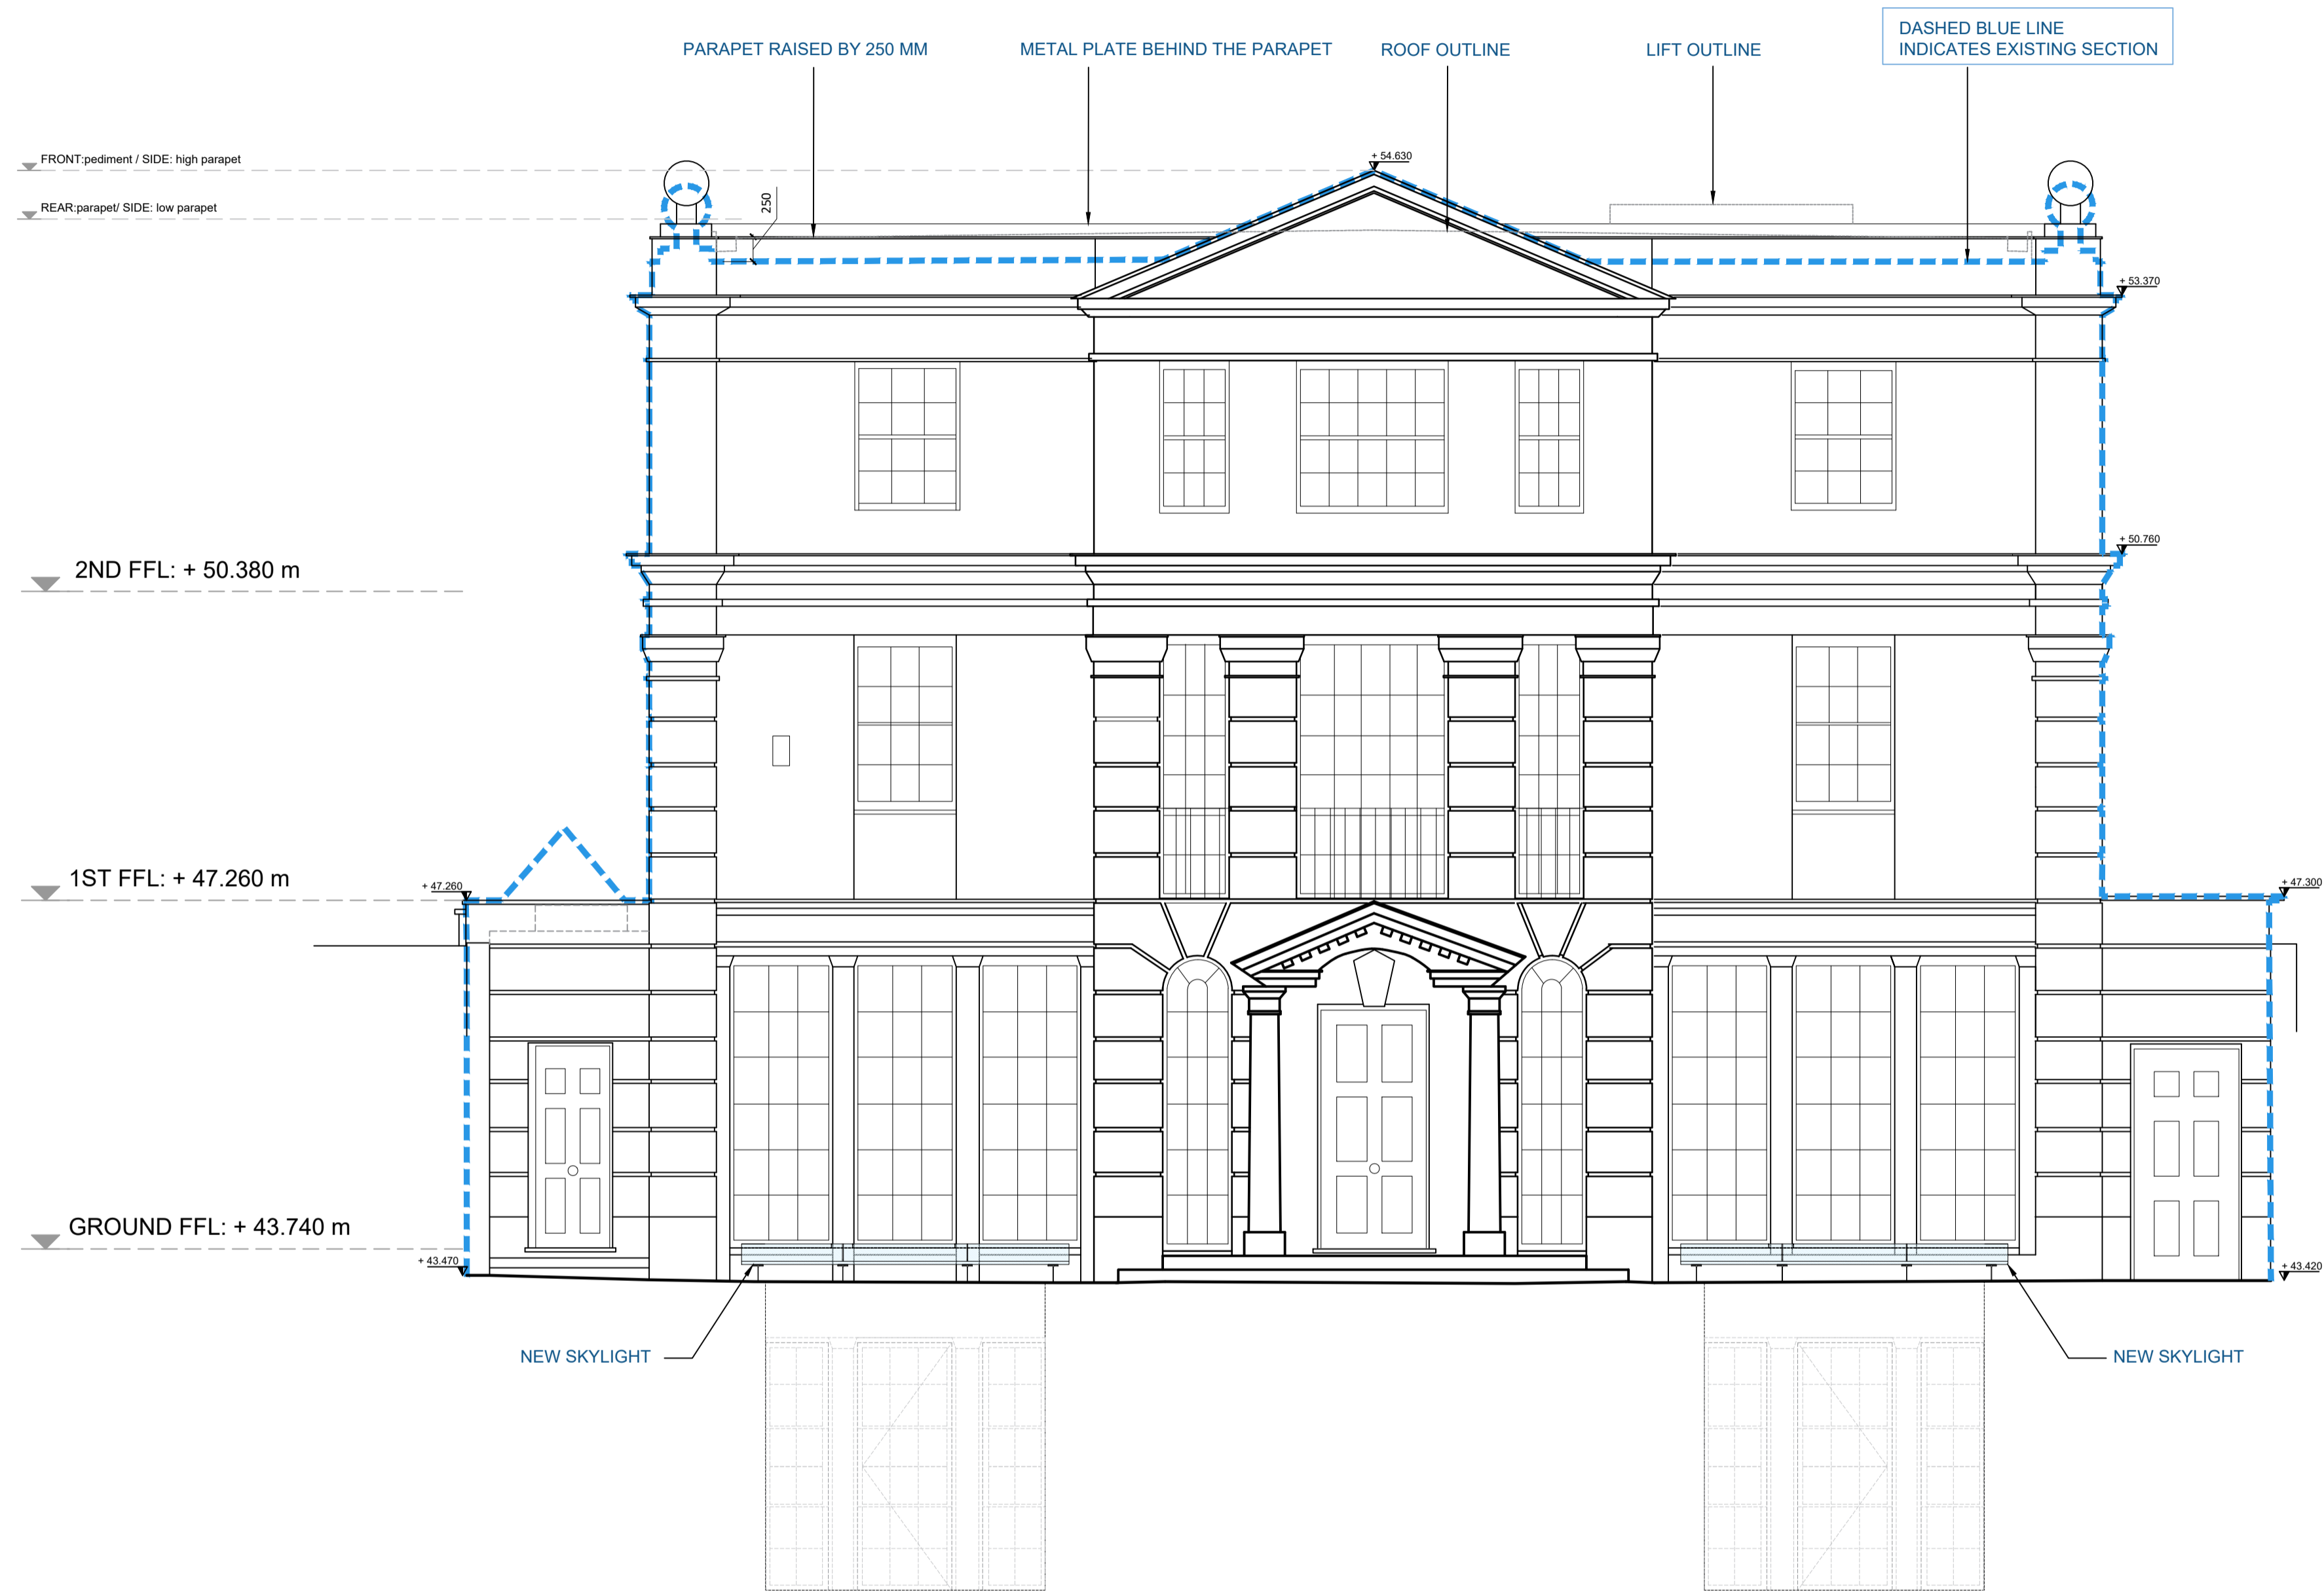 DASHED BLUE LINE
INDICATES EXISTING SECTION
PARAPET RAISED BY 250 MM
METAL PLATE BEHIND THE PARAPET
ROOF OUTLINE
LIFT OUTLINE
FRONT:pediment / SIDE: high parapet
+ 54.630
REAR:parapet/ SIDE: low parapet
250
+ 53.370
+ 50.760
2ND FFL: + 50.380 m
1ST FFL: + 47.260 m
+ 47.260
+ 47.300
GROUND FFL: + 43.740 m
+ 43.470
+ 43.420
NEW SKYLIGHT
NEW SKYLIGHT